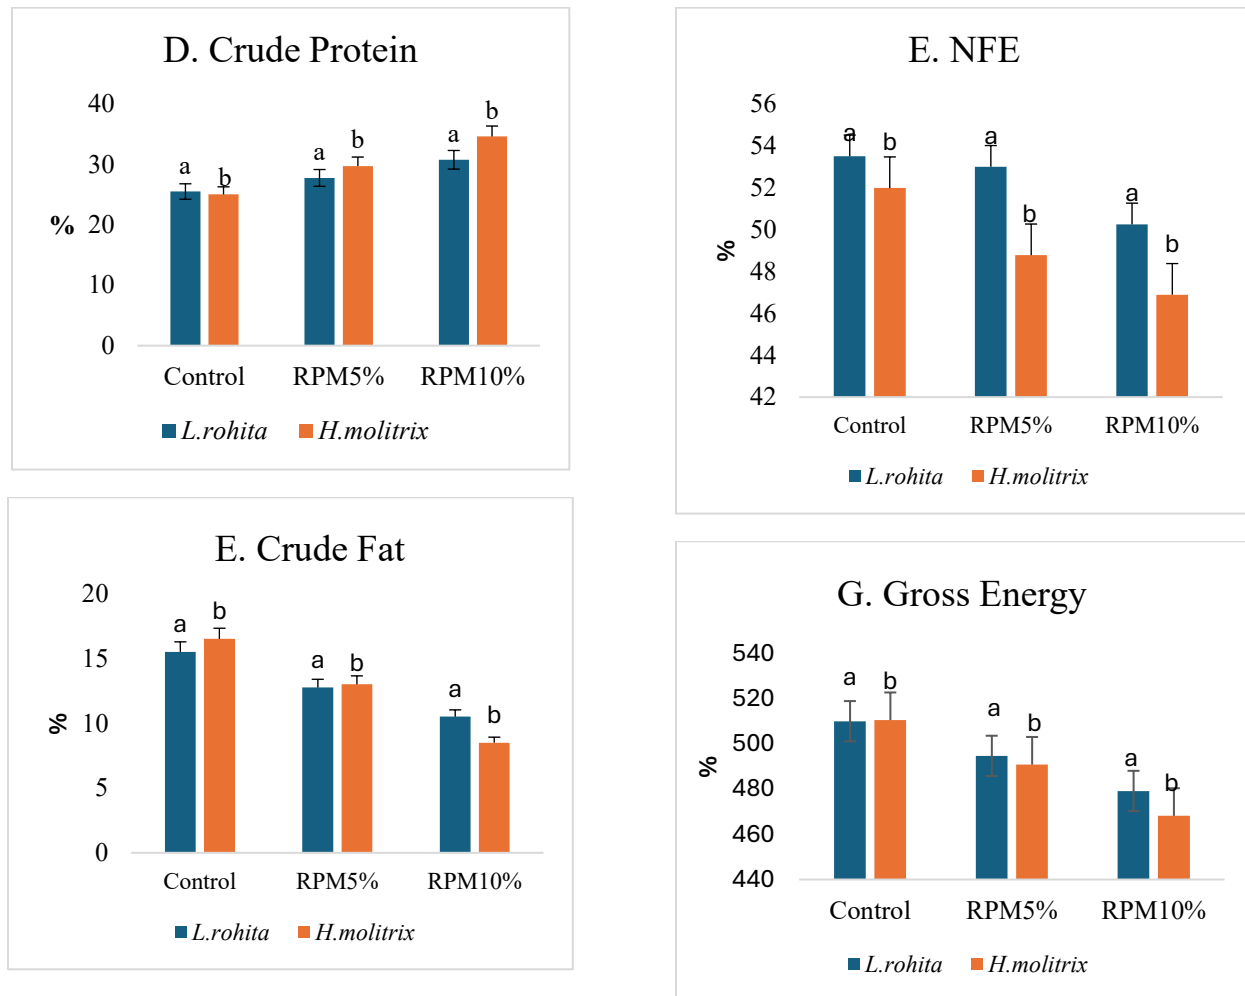 D. Crude Protein
40
30
20
10
0
%
a
b
a
b
a
b
Control RPM5% RPM10%
L.rohita H.molitrix
E. NFE
56
54
52
50
48
46
44
42
%
a
b
a
b
a
b
Control RPM5% RPM10%
L.rohita H.molitrix
E. Crude Fat
20
15
10
5
0
%
a
b
a
b
a
b
Control RPM5% RPM10%
L.rohita H.molitrix
G. Gross Energy
540
520
500
480
460
440
%
a
b
a
b
a
b
Control RPM5% RPM10%
L.rohita H.molitrix